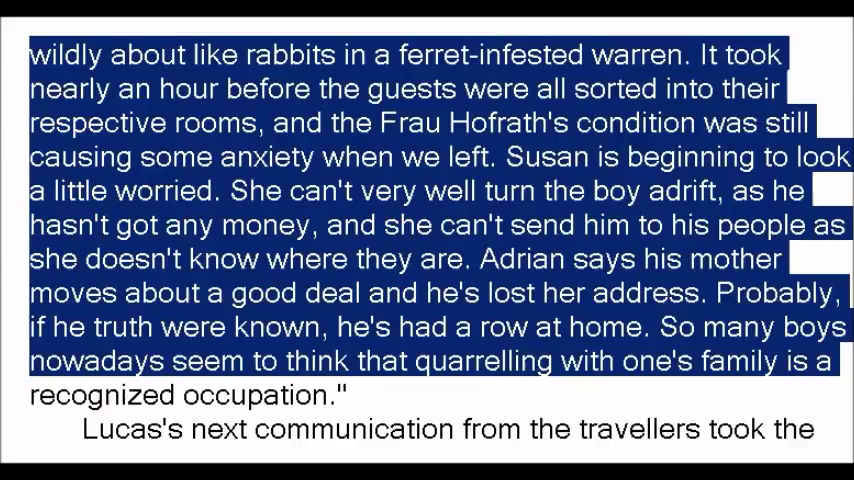 wildly about like rabbits in a ferret-infested warren. It took
nearly an hour before the guests were all sorted into their
respective rooms, and the Frau Hofrath's condition was still
causing some anxiety when we left. Susan is beginning to look
a little worried. She can't very well turn the boy adrift, as he
hasn't got any money, and she can't send him to his people as
she doesn't know where they are. Adrian says his mother
moves about a good deal and he's lost her address. Probably,
if he truth were known, he's had a row at home. So many boys
nowadays seem to think that quarrelling with one's family is a
recognized occupation."
Lucas's next communication from the travellers took the